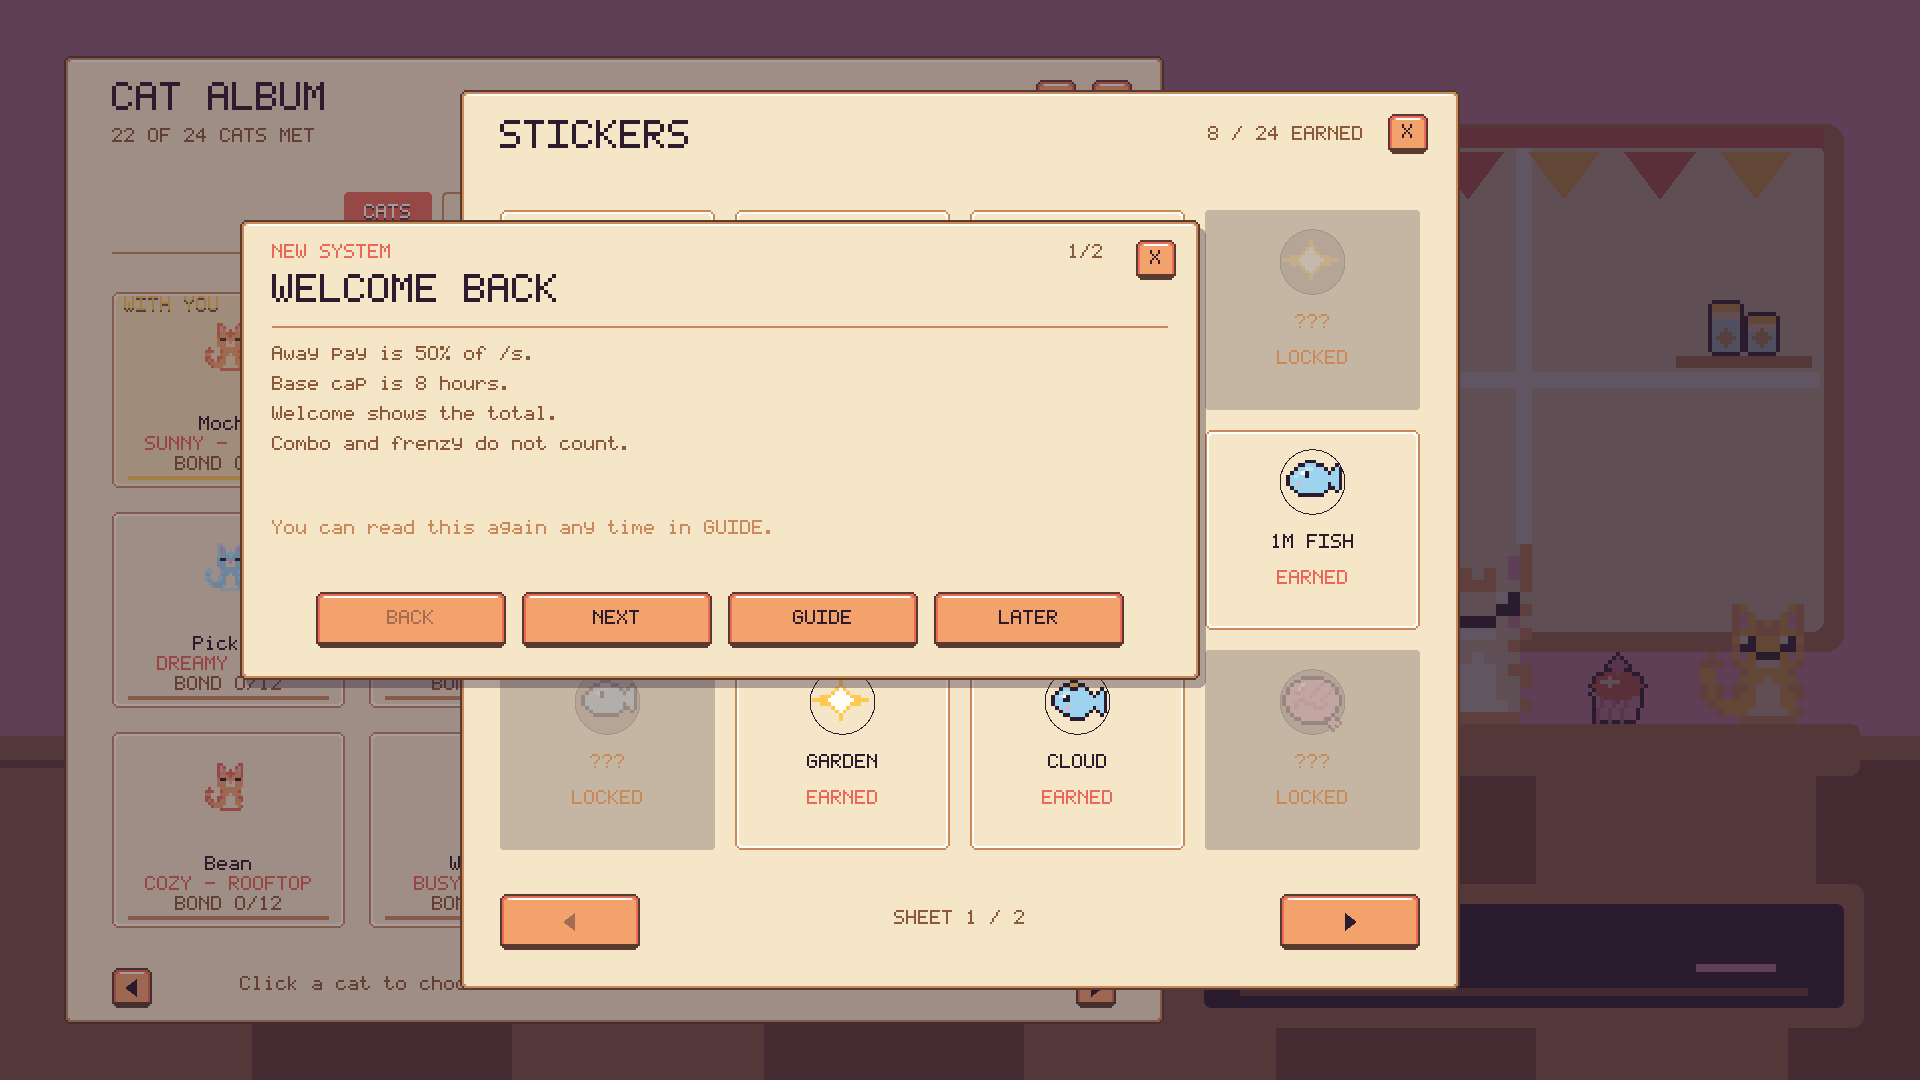 CAT ALBUM
22 OF 24 CATS MET
CATS
WITH YOU
SUNNY -
BOND
DREAMY
BOND 0/12
Bean
COZY - ROOFTOP
BOND 0/12
BUSY
Click a cat to
STICKERS
8 / 24 EARNED
X
???
LOCKED
1M FISH
EARNED
???
LOCKED
GARDEN
EARNED
CLOUD
EARNED
???
LOCKED
SHEET 1 / 2
NEW SYSTEM
1/2
X
WELCOME BACK
Away pay is 50% of /s.
Base cap is 8 hours.
Welcome shows the total.
Combo and frenzy do not count.
You can read this again any time in GUIDE.
BACK
NEXT
GUIDE
LATER